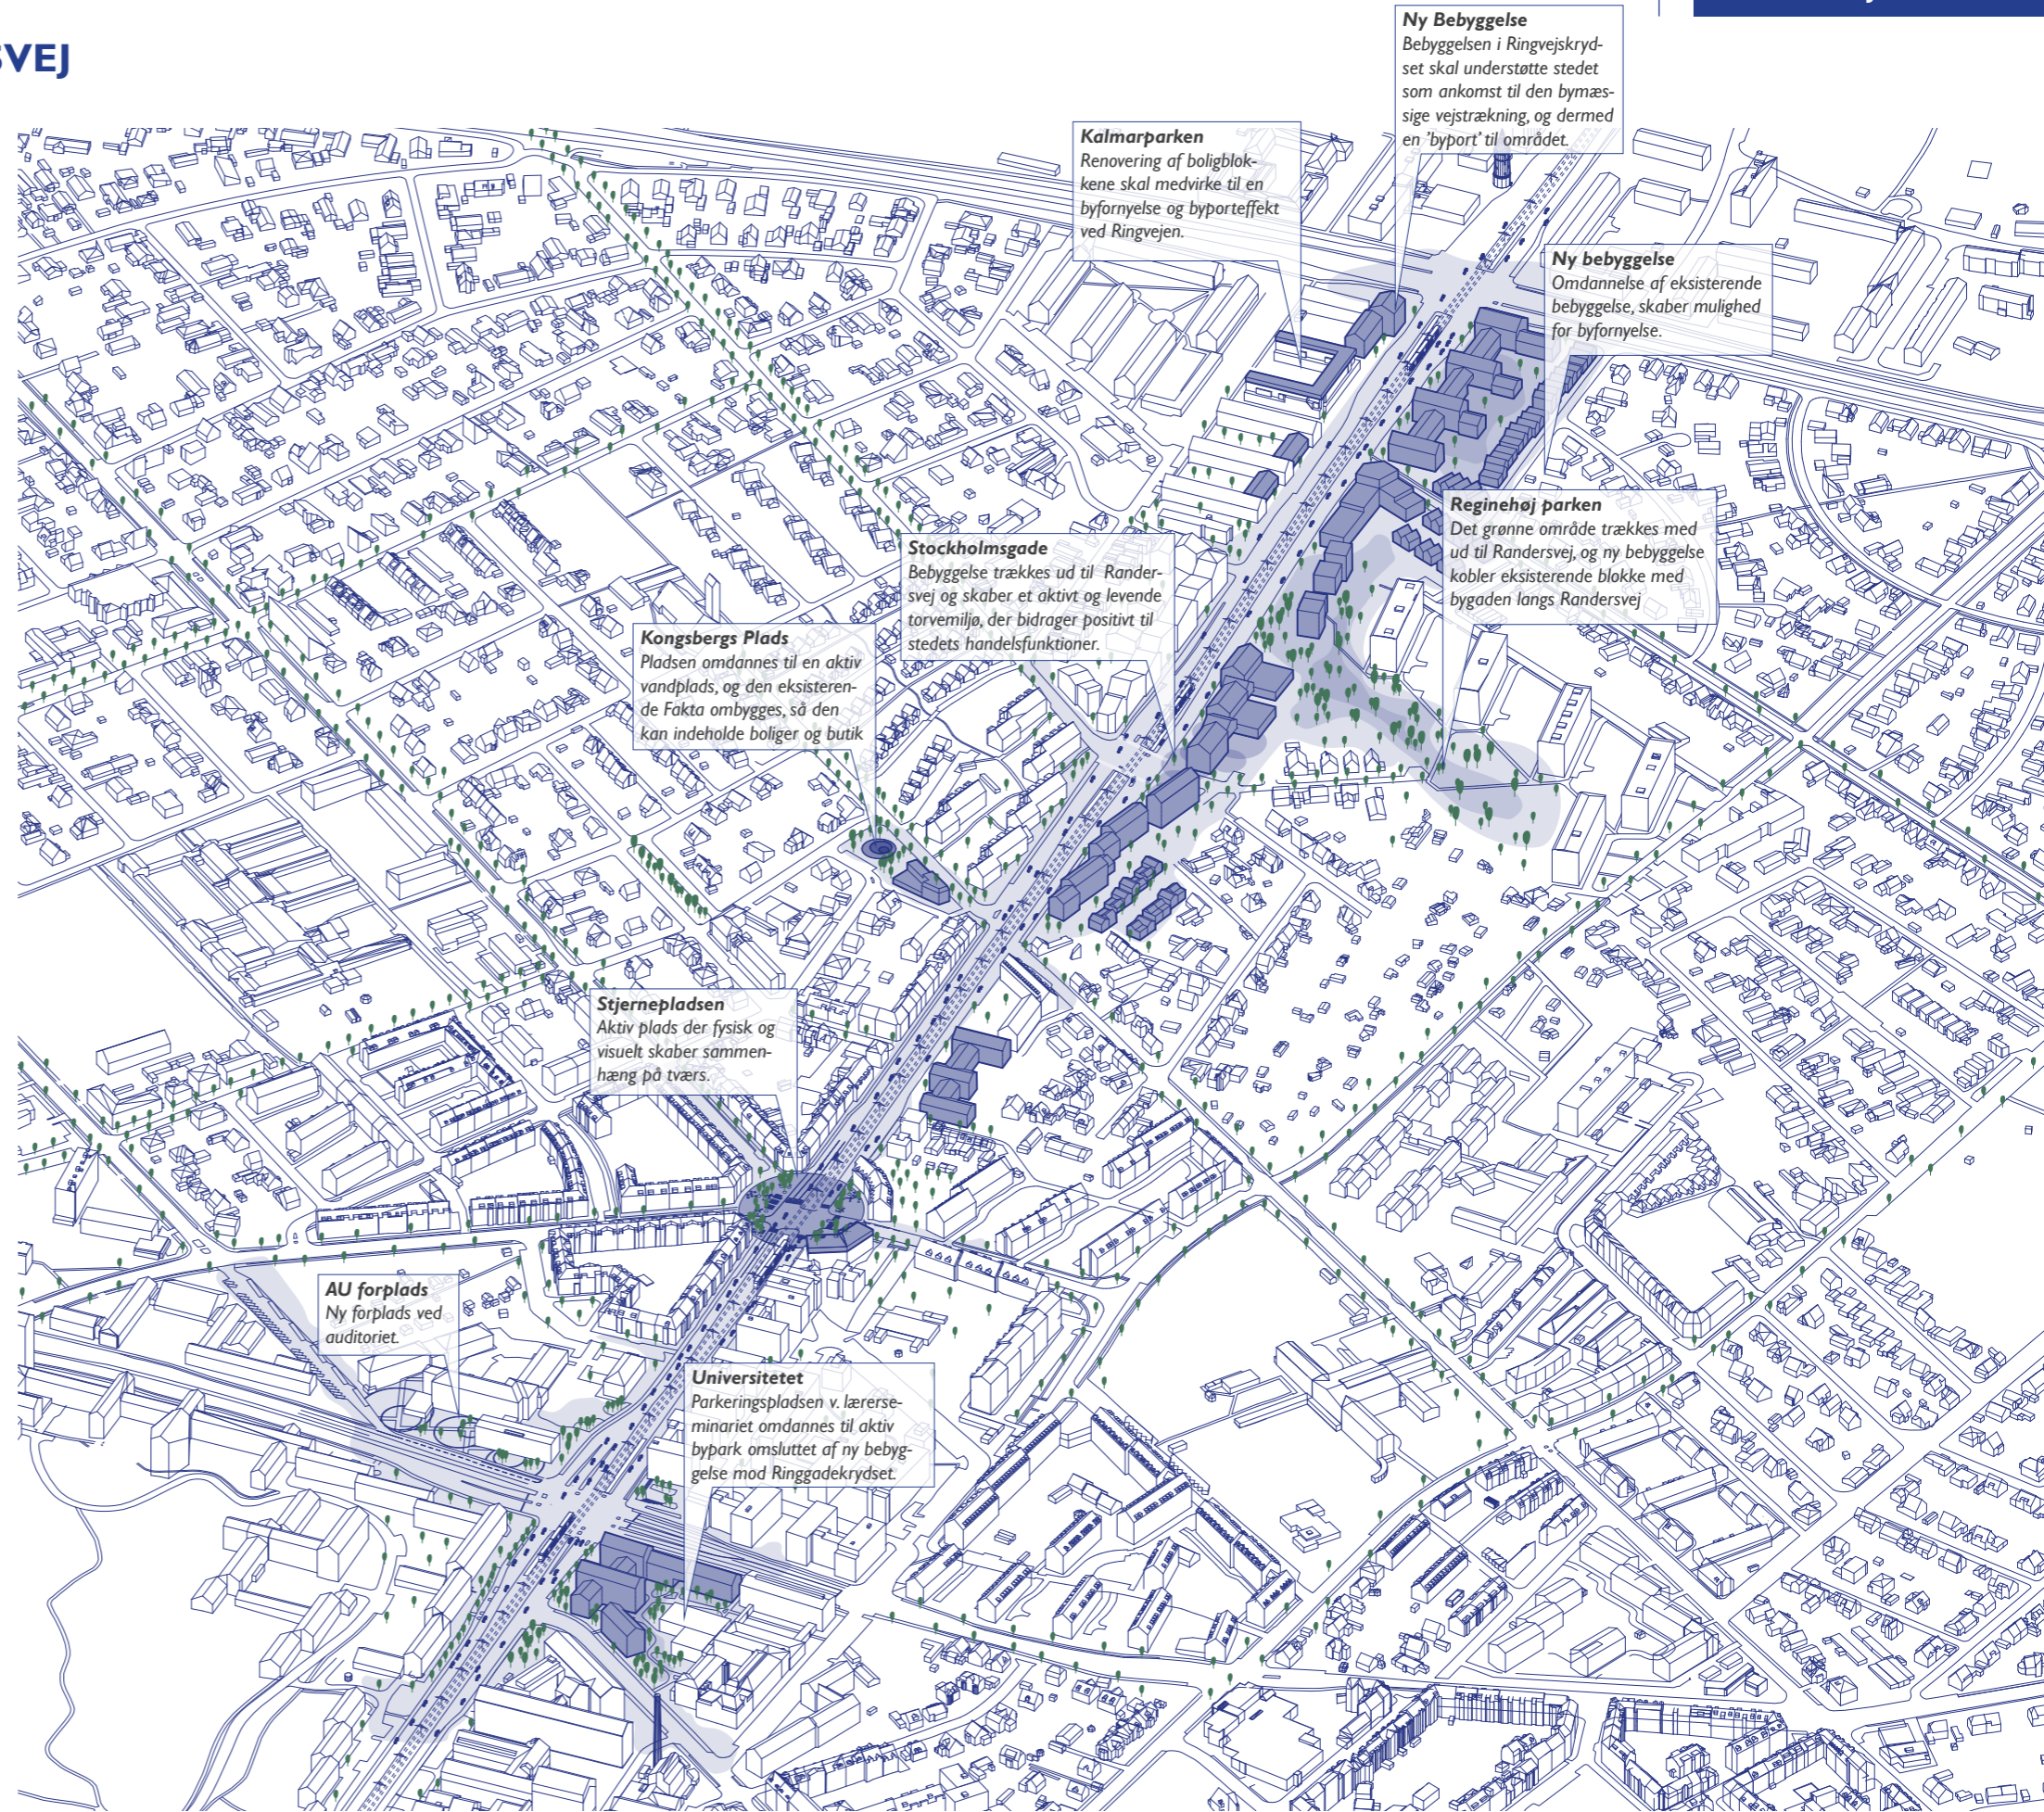 SVEJ
Ny Bebyggelse
Bebyggelsen i Ringvejskryd-
set skal understøtte stedet
som ankomst til den bymæs-
sige vejstrækning, og dermed
en 'byport' til området.
Kalmarparken
Renovering af boligblok-
kene skal medvirke til en
byfornyelse og byporteffekt
ved Ringvejen.
Ny bebyggelse
Omdannelse af eksisterende
bebyggelse, skaber mulighed
for byfornyelse.
Reginehøj parken
Det grønne område trækkes med
ud til Randersvej, og ny bebyggelse
kobler eksisterende blokke med
bygaden langs Randersvej
Stockholmsgade
Bebyggelse trækkes ud til Rander-
svej og skaber et aktivt og levende
torvemiljø, der bidrager positivt til
stedets handelsfunktioner.
Kongsbergs Plads
Pladsen omdannes til en aktiv
vandplads, og den eksisteren-
de Fakta ombygges, så den
kan indeholde boliger og butik
Stjernepladsen
Aktiv plads der fysisk og
visuelt skaber sammen-
hæng på tværs.
AU forplads
Ny forplads ved
auditoriet.
Universitetet
Parkeringspladsen v. lærerse-
minariet omdannes til aktiv
bypark omsluttet af ny bebyg-
gelse mod Ringgadekrydset.